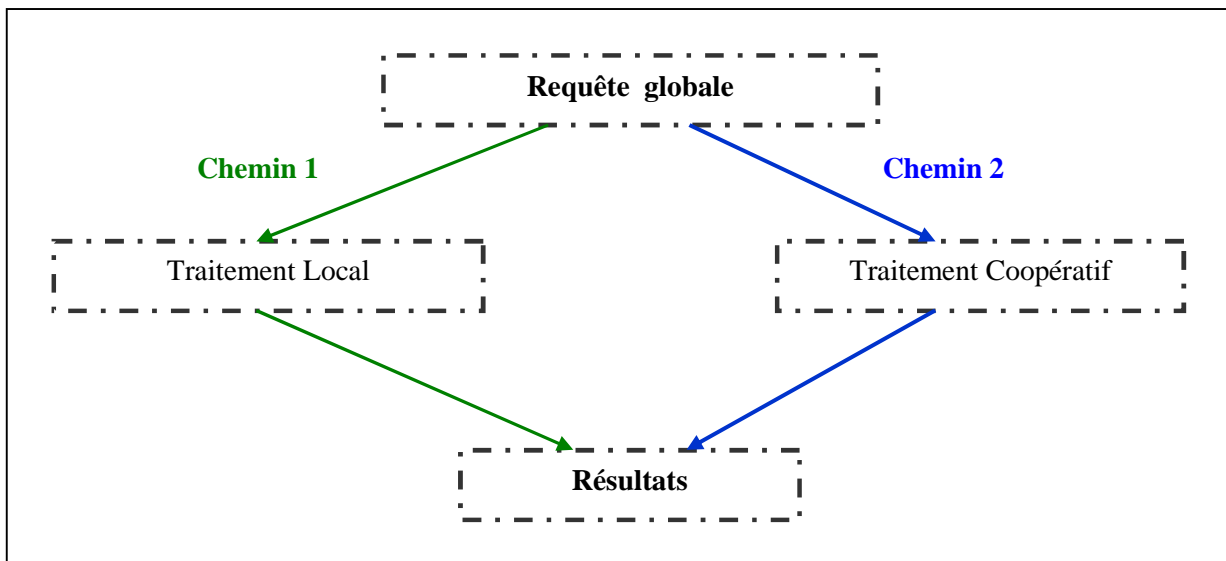 Requête globale
Chemin 1
Chemin 2
Traitement Local
Traitement Coopératif
Résultats